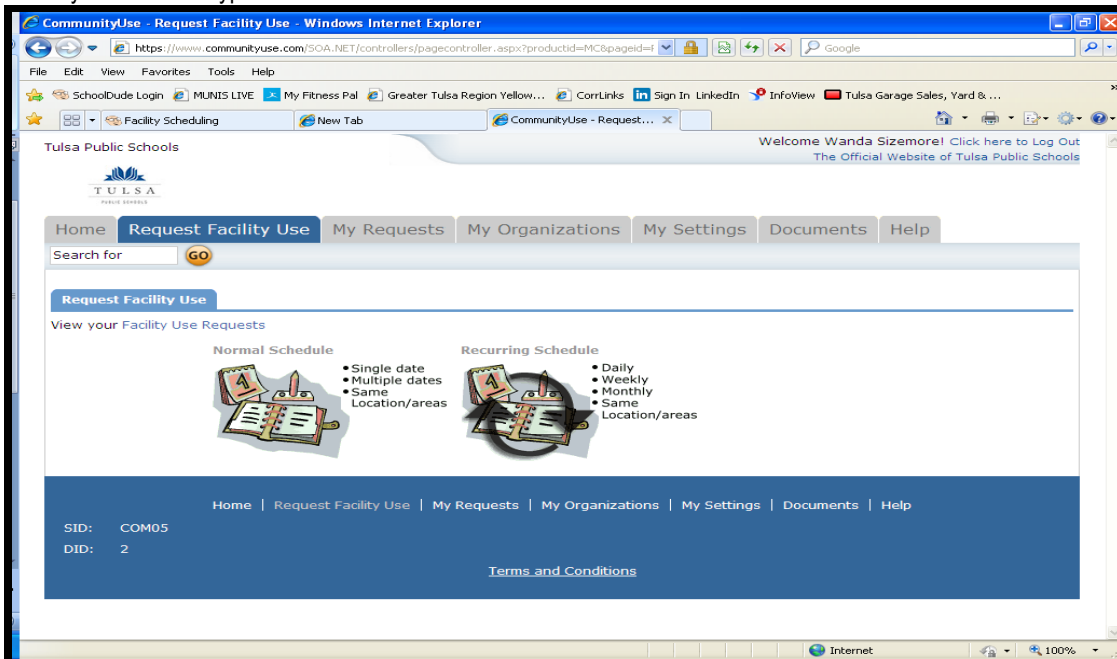 CommunityUse - Request Facility Use - Windows Internet Explorer
https://www.communityuse.com/SOA.NET/controllers/pagecontroller.aspx?productid=MC&pageid=F
Google
File Edit View Favorites Tools Help
SchoolDude Login MUNIS LIVE My Fitness Pal Greater Tulsa Region Yellow... CorrLinks Sign In LinkedIn InfoView Tulsa Garage Sales, Yard & ...
Facility Scheduling New Tab CommunityUse - Request...
Tulsa Public Schools
Welcome Wanda Sizemore! Click here to Log Out
The Official Website of Tulsa Public Schools
TULSA
PUBLIC SCHOOLS
Home Request Facility Use My Requests My Organizations My Settings Documents Help
Search for GO
Request Facility Use
View your Facility Use Requests
Normal Schedule
• Single date
• Multiple dates
• Same
Location/areas
Recurring Schedule
• Daily
• Weekly
• Monthly
• Same
Location/areas
Home | Request Facility Use | My Requests | My Organizations | My Settings | Documents | Help
SID: COM05
DID: 2
Terms and Conditions
Internet 100%